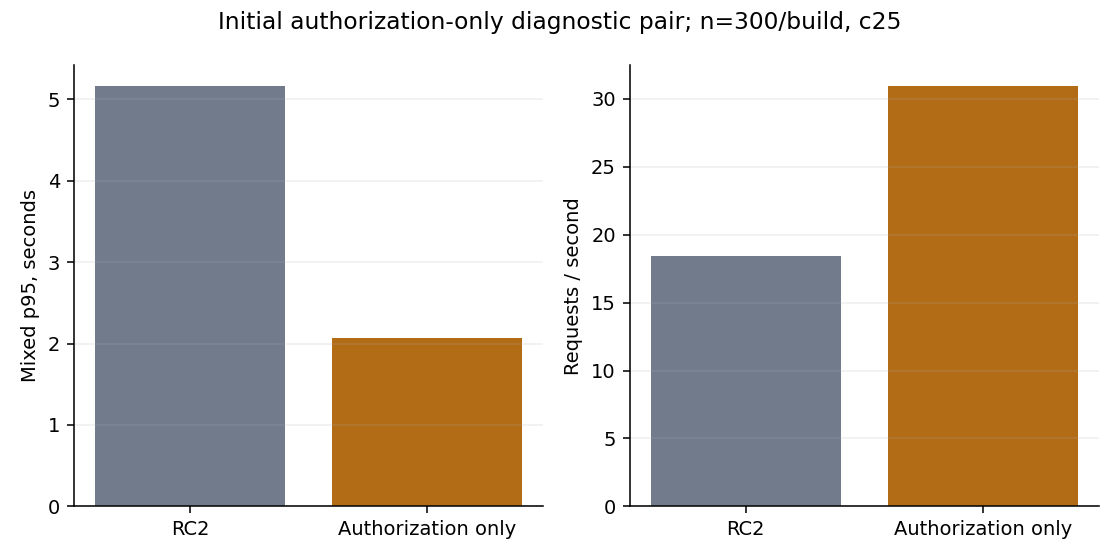 Initial authorization-only diagnostic pair; n=300/build, c25
Mixed p95, seconds
5
4
3
2
1
0
RC2
Authorization only
Requests / second
30
25
20
15
10
5
0
RC2
Authorization only